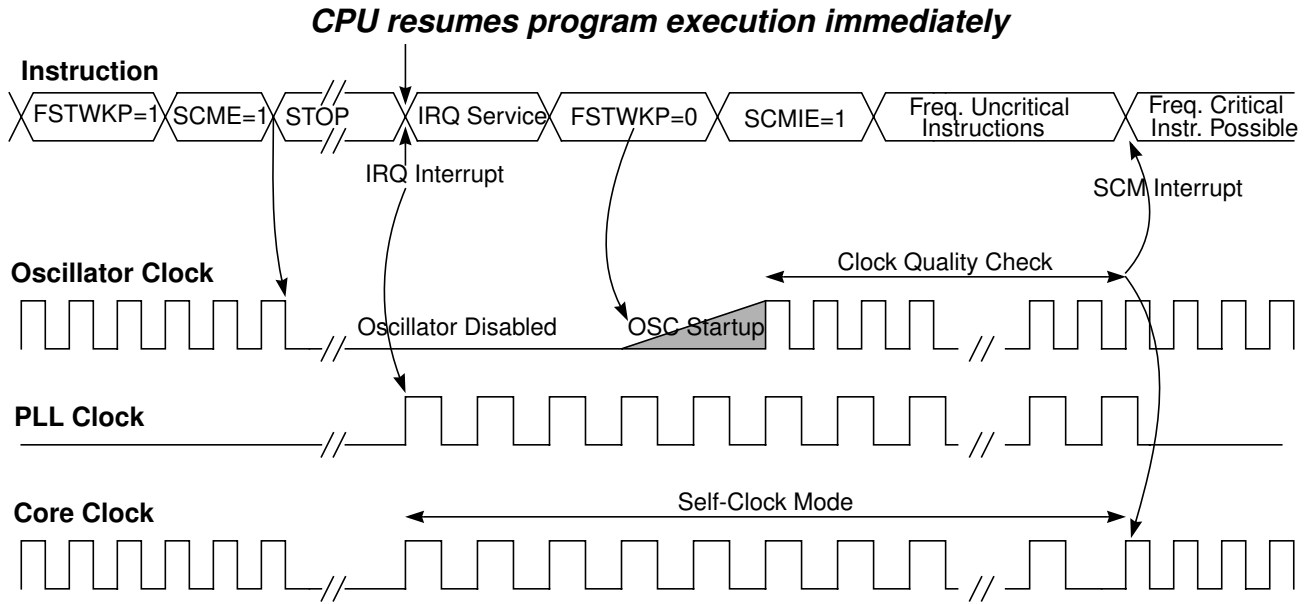 CPU resumes program execution immediately
Instruction
FSTWKP=1 SCME=1 STOP IRQ Service FSTWKP=0 SCMIE=1 Freq. Uncritical Instructions Freq. Critical Instr. Possible
IRQ Interrupt
SCM Interrupt
Oscillator Clock
Clock Quality Check
Oscillator Disabled
OSC Startup
PLL Clock
Core Clock
Self-Clock Mode